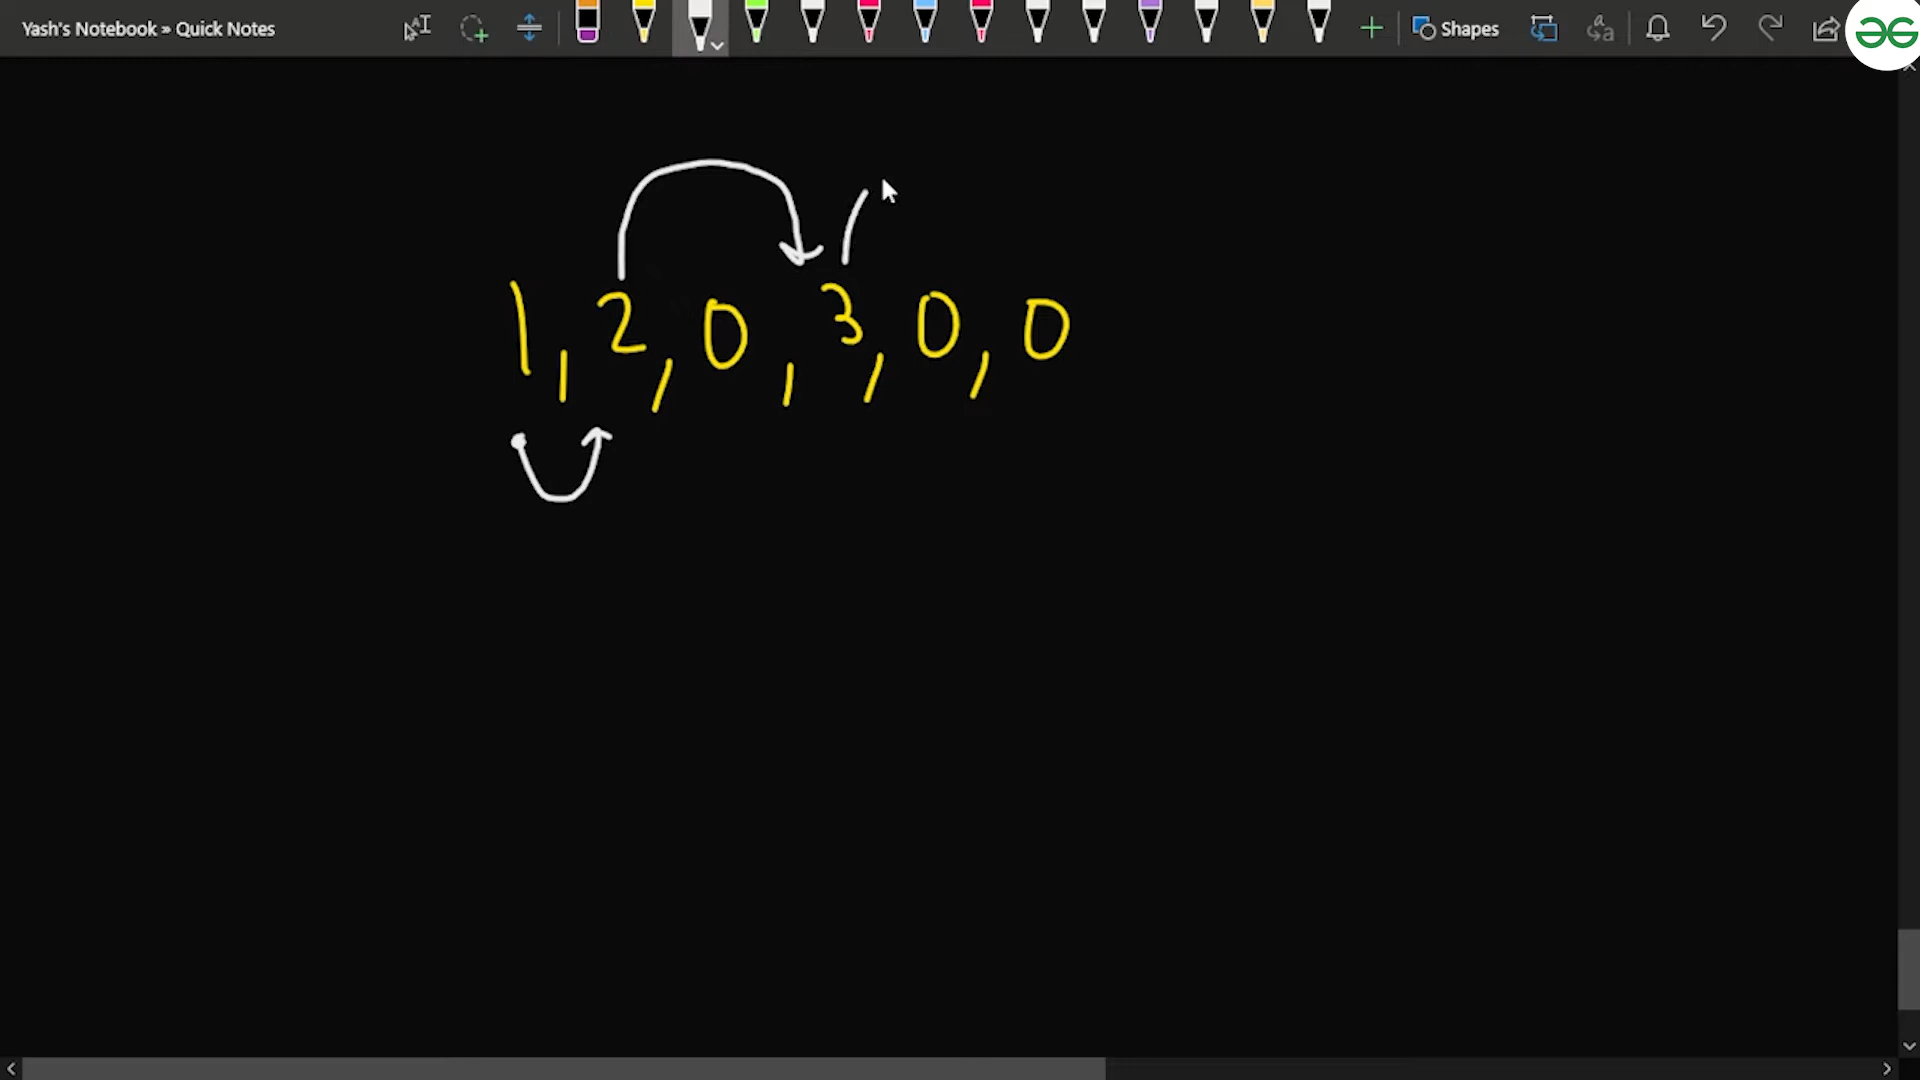 Yash's Notebook » Quick Notes
Shapes
1, 2, 0, 3, 0, 0